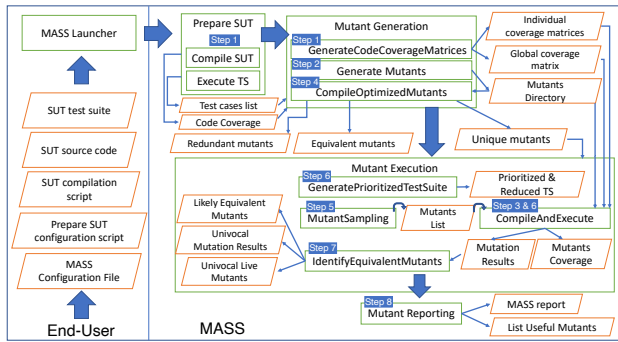 MASS Launcher
SUT test suite
SUT source code
SUT compilation
script
Prepare SUT
configuration script
MASS
Configuration File
End-User
Prepare SUT
Step 1
Compile SUT
Execute TS
Test cases list
Code Coverage
Mutant Generation
Step 1
GenerateCodeCoverageMatrices
Step 2
Generate Mutants
Step 4
CompileOptimizedMutants
Individual
coverage matrices
Global coverage
matrix
Mutants
Directory
Redundant mutants
Equivalent mutants
Unique mutants
Mutant Execution
Step 6
GeneratePrioritizedTestSuite
Prioritized &
Reduced TS
Step 5
MutantSampling
Mutants
List
Step 3 & 6
CompileAndExecute
Likely Equivalent
Mutants
Univocal
Mutation Results
Univocal Live
Mutants
Step 7
IdentifyEquivalentMutants
Mutation
Results
Mutants
Coverage
Step 8
Mutant Reporting
MASS report
List Useful Mutants
MASS